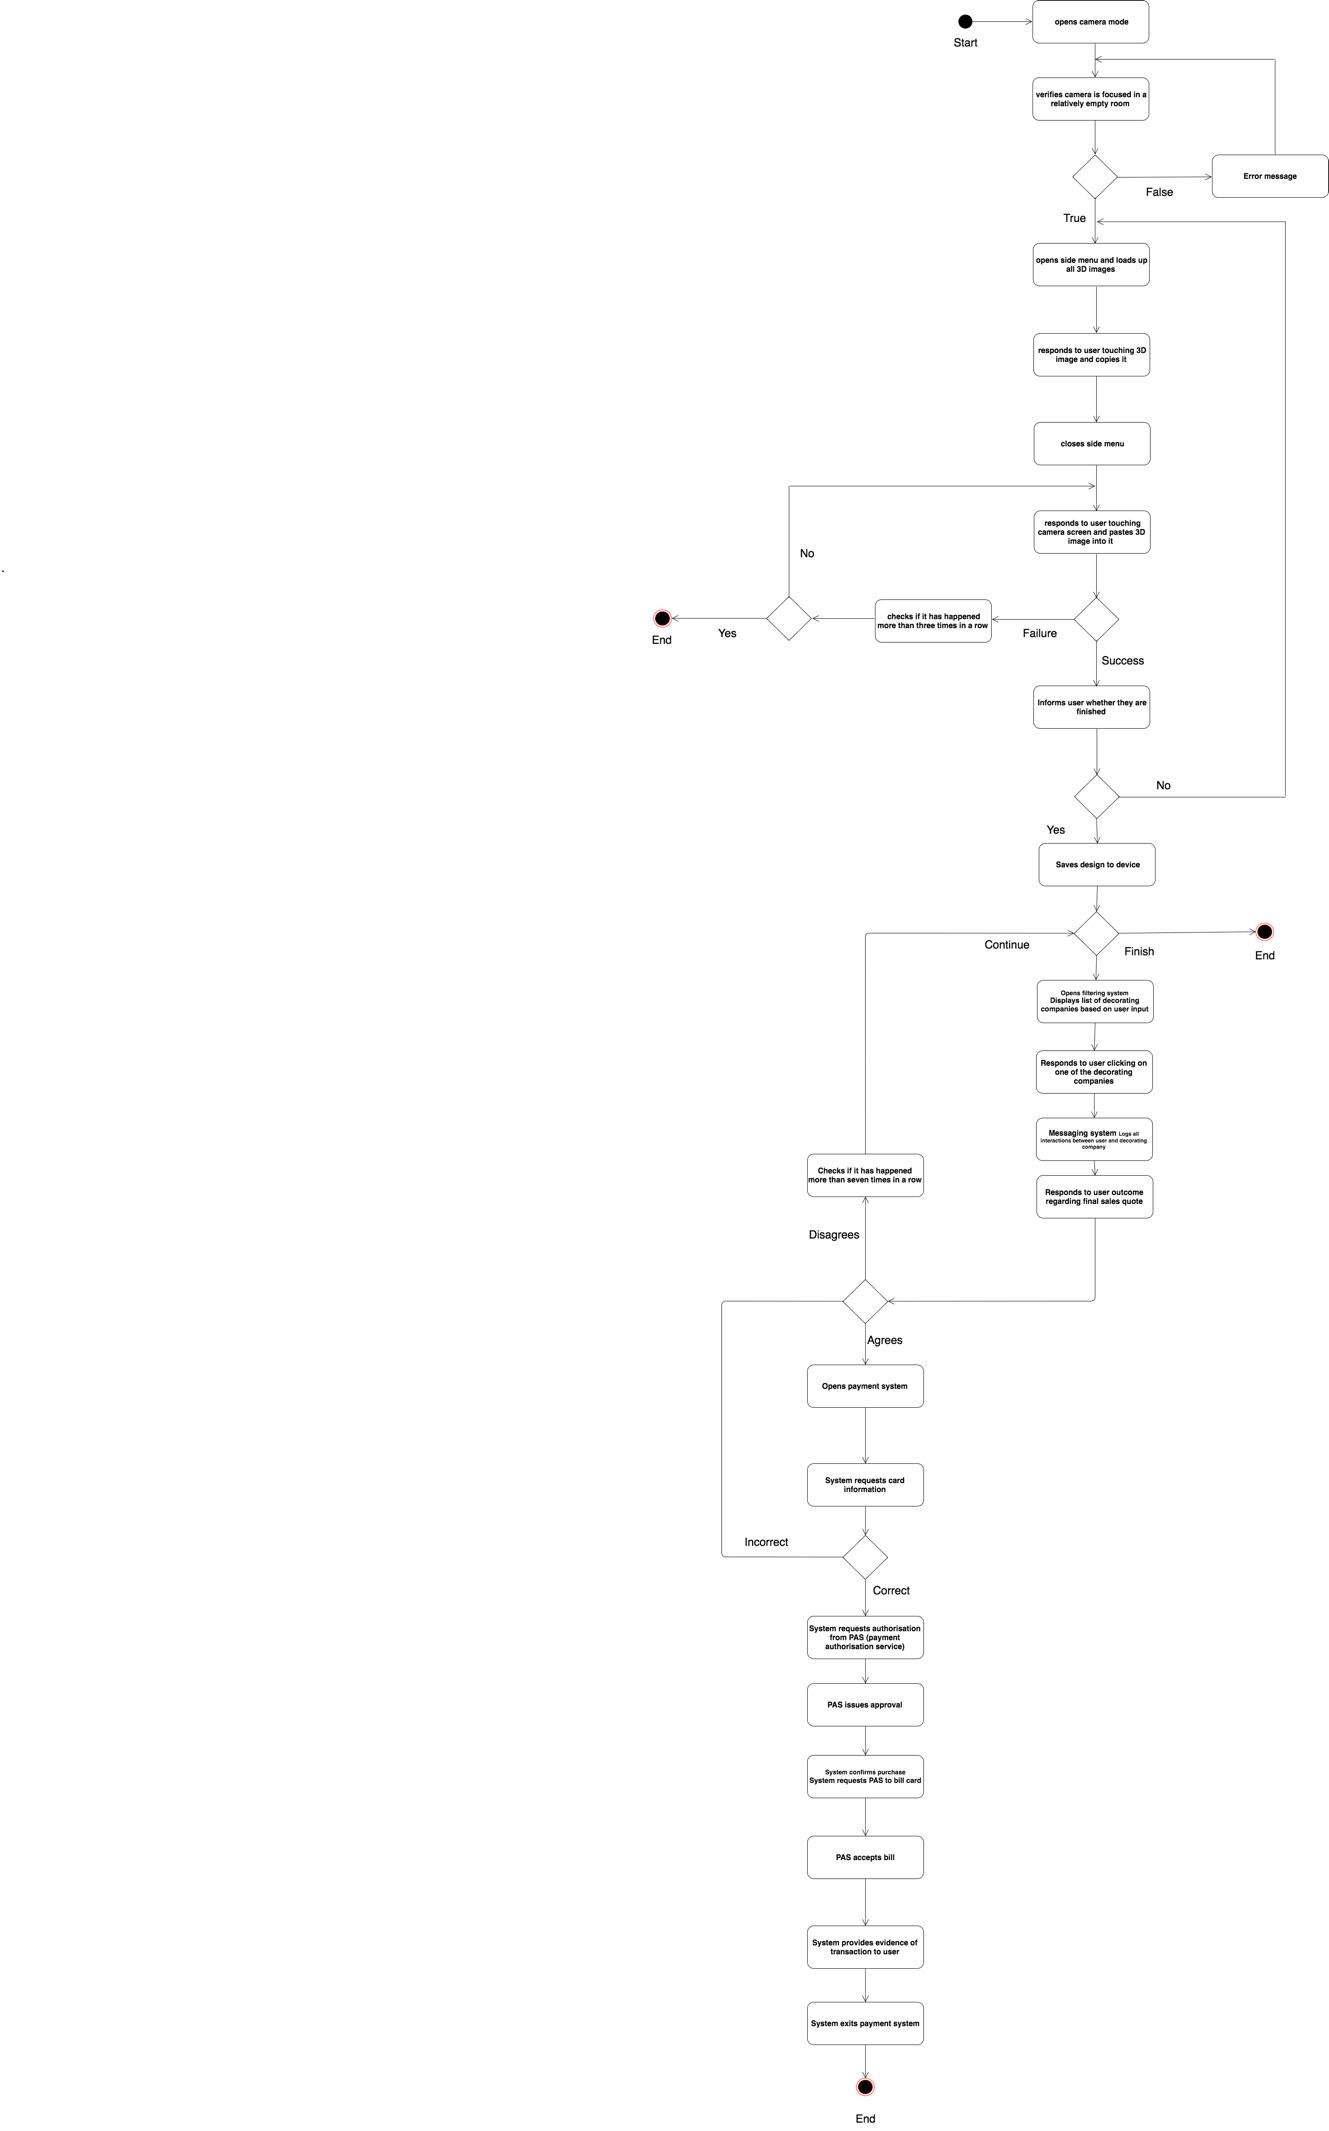 opens camera mode
Start
verifies camera is focused in a
relatively empty room
Error message
False
True
opens side menu and loads up
all 3D images
responds to user touching 3D
image and copies it
closes side menu
responds to user touching
camera screen and pastes 3D
image into it
No
.
checks if it has happened
more than three times in a row
Failure
Yes
End
Success
Informs user whether they are
finished
No
Yes
Saves design to device
Continue
Finish
End
Opens filtering system
Displays list of decorating
companies based on user input
Responds to user clicking on
one of the decorating
companies
Messaging system Logs all
interactions between user and decorating
company
Checks if it has happened
more than seven times in a row
Responds to user outcome
regarding final sales quote
Disagrees
Agrees
Opens payment system
System requests card
information
Incorrect
Correct
System requests authorisation
from PAS (payment
authorisation service)
PAS issues approval
System confirms purchase
System requests PAS to bill card
PAS accepts bill
System provides evidence of
transaction to user
System exits payment system
End